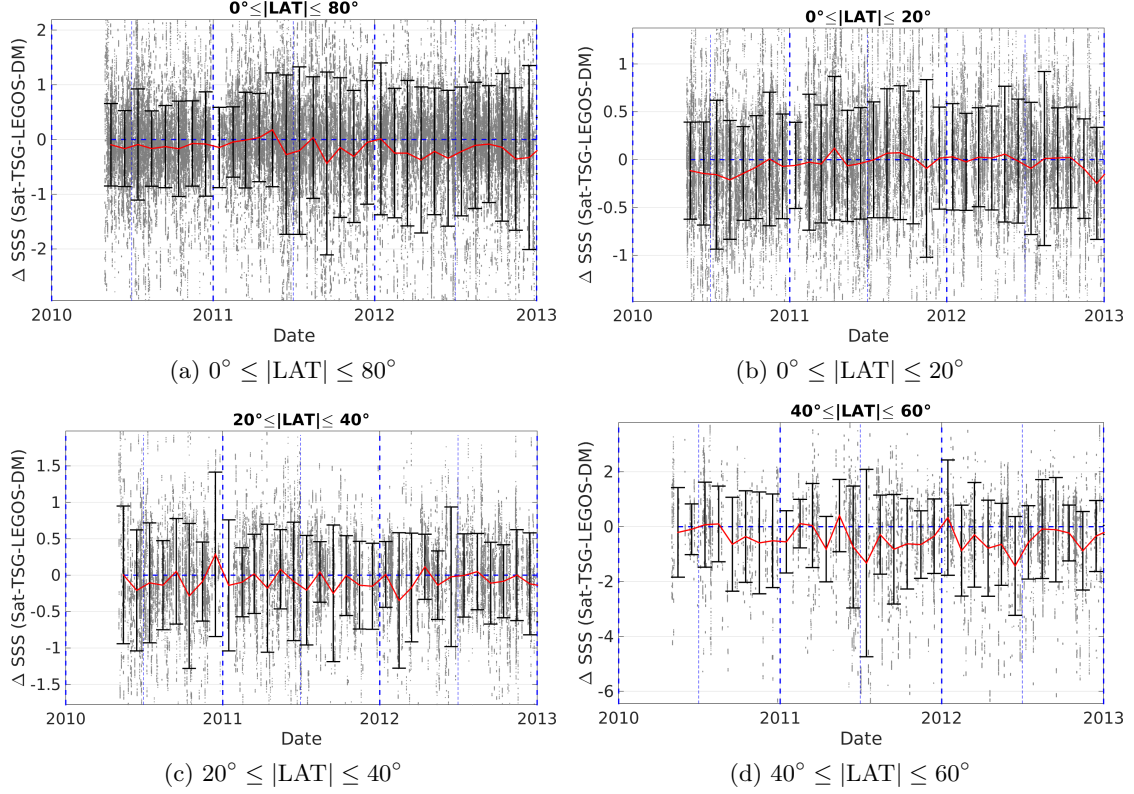 0°≤|LAT|≤ 80°
Δ SSS (Sat-TSG-LEGOS-DM)
2
1
0
-1
-2
2010
2011
2012
2013
Date
(a) 0° ≤ |LAT| ≤ 80°
0°≤|LAT|≤ 20°
Δ SSS (Sat-TSG-LEGOS-DM)
1
0.5
0
-0.5
-1
2010
2011
2012
2013
Date
(b) 0° ≤ |LAT| ≤ 20°
20°≤|LAT|≤ 40°
Δ SSS (Sat-TSG-LEGOS-DM)
1.5
1
0.5
0
-0.5
-1
-1.5
2010
2011
2012
2013
Date
(c) 20° ≤ |LAT| ≤ 40°
40°≤|LAT|≤ 60°
Δ SSS (Sat-TSG-LEGOS-DM)
2
0
-2
-4
-6
2010
2011
2012
2013
Date
(d) 40° ≤ |LAT| ≤ 60°